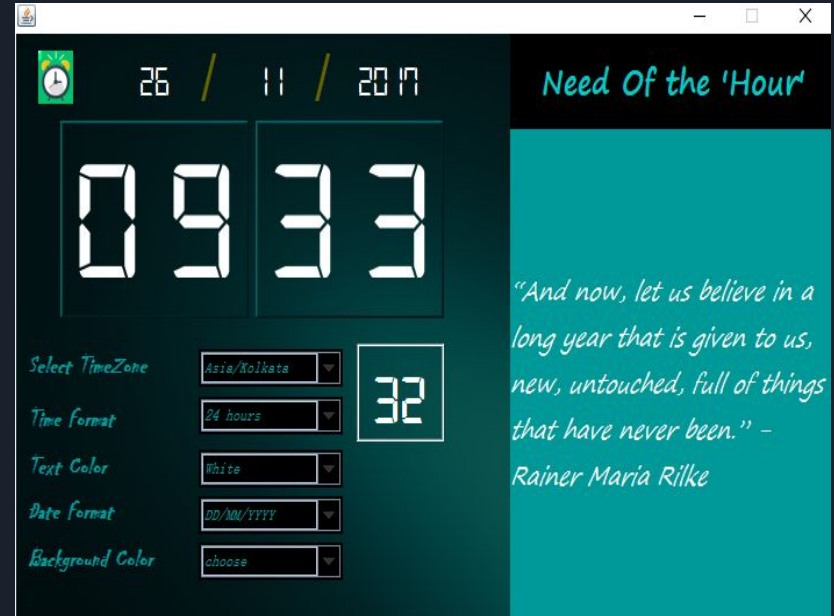 26 / 11 / 2017
Need Of the 'Hour'
09 33
"And now, let us believe in a
long year that is given to us,
new, untouched, full of things
that have never been." –
Rainer Maria Rilke
Select TimeZone
Asia/Kolkata
32
Time Format
24 hours
Text Color
White
Date Format
DD/MM/YYYY
Background Color
choose